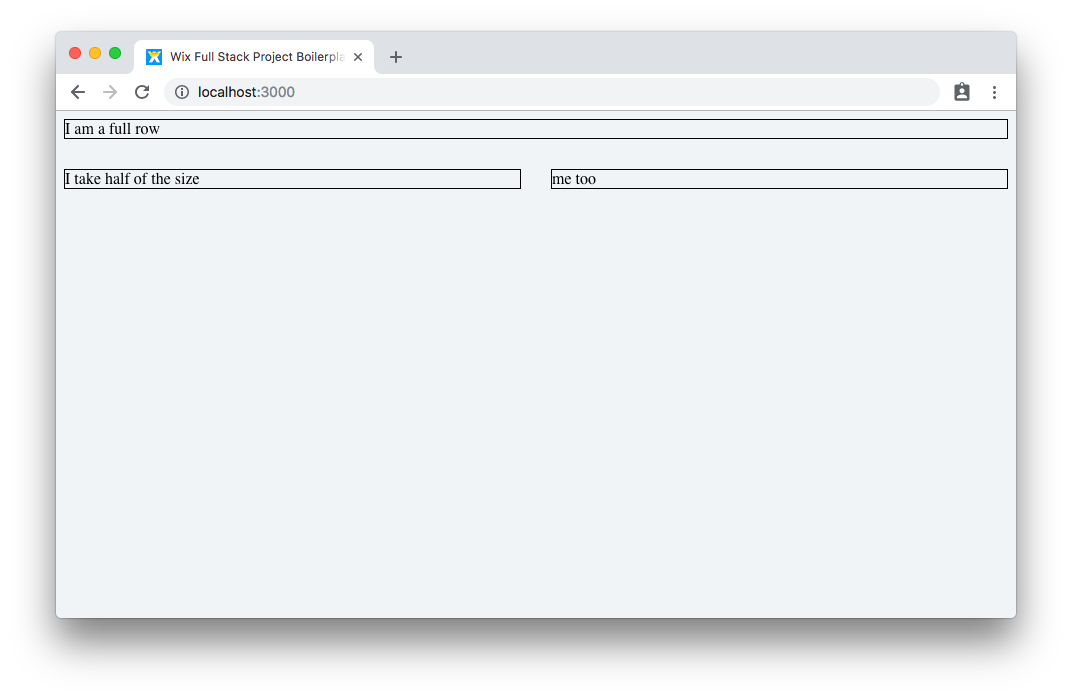 Wix Full Stack Project Boilerpla
localhost:3000
I am a full row
I take half of the size
me too